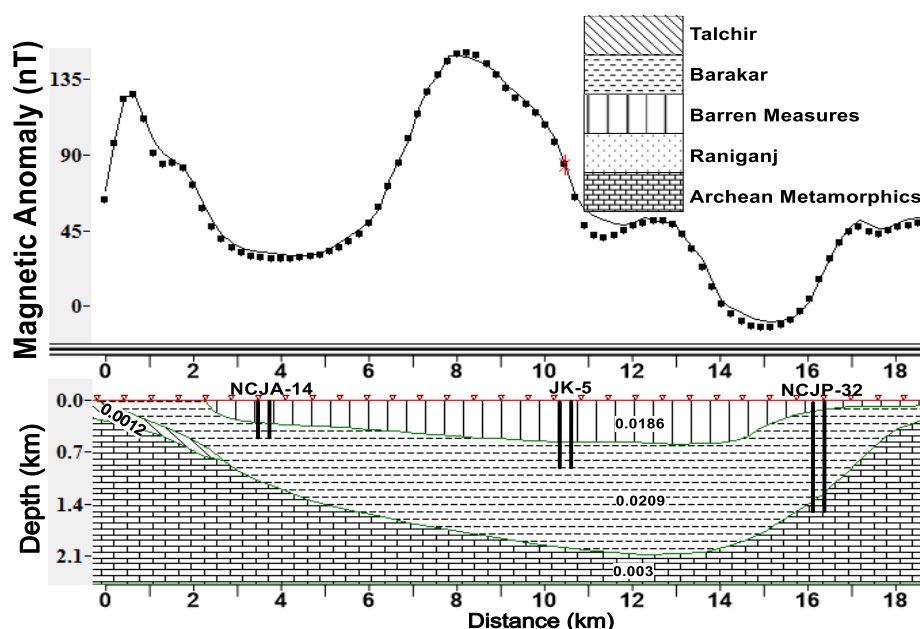 Magnetic Anomaly (nT)
135
90
45
0
Talchir
Barakar
Barren Measures
Raniganj
Archean Metamorphics
0 2 4 6 8 10 12 14 16 18
NCJA-14 JK-5 NCJP-32
Depth (km)
0.0
0.7
1.4
2.1
0.0012
0.0186
0.0209
0.003
0 2 4 6 8 10 12 14 16 18
Distance (km)